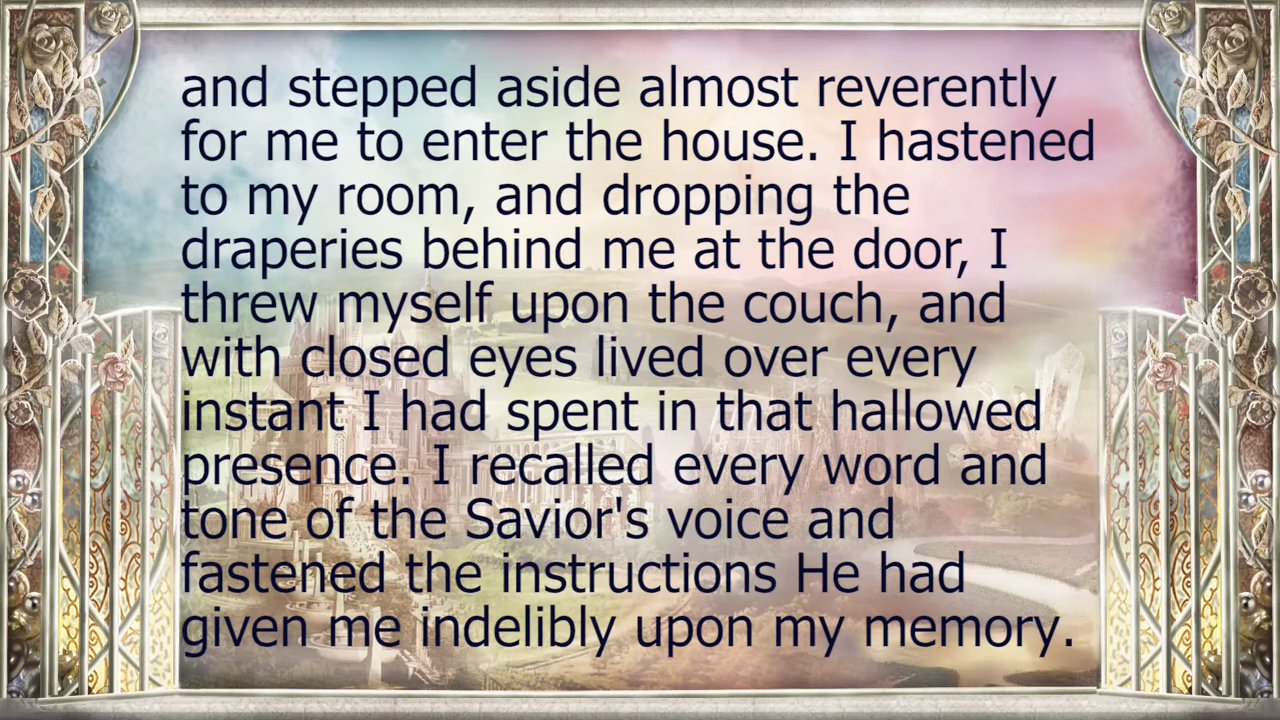 and stepped aside almost reverently
for me to enter the house. I hastened
to my room, and dropping the
draperies behind me at the door, I
threw myself upon the couch, and
with closed eyes lived over every
instant I had spent in that hallowed
presence. I recalled every word and
tone of the Savior's voice and
fastened the instructions He had
given me indelibly upon my memory.